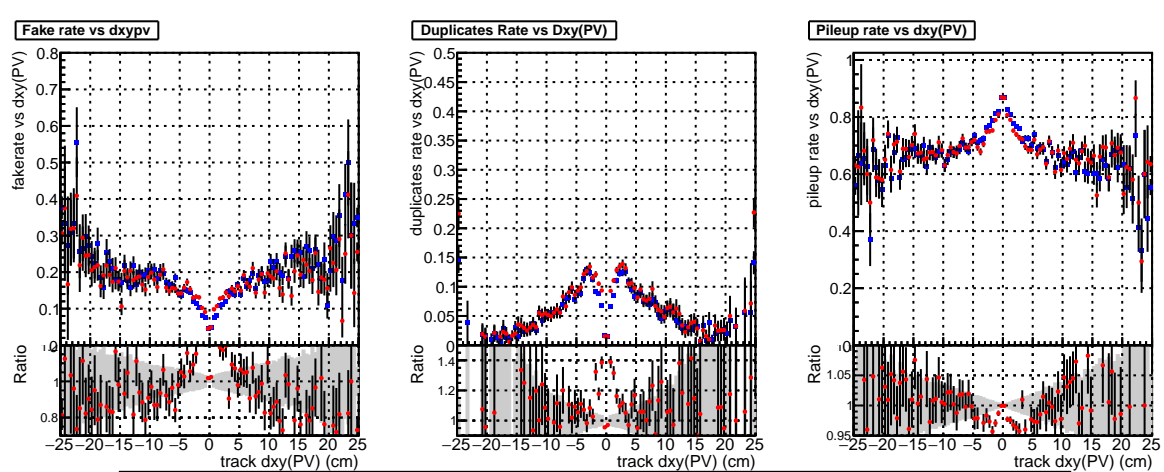 Fake rate vs dxypv
fakerate vs dxy(PV)
0.8
0.7
0.6
0.5
0.4
0.3
0.2
0.1
0
Ratio
1
0.8
−25 −20 −15 −10 −5 0 5 10 15 20 25
track dxy(PV) (cm)
Duplicates Rate vs Dxy(PV)
duplicates rate vs dxy(PV)
0.5
0.45
0.4
0.35
0.3
0.25
0.2
0.15
0.1
0.05
0
Ratio
1.4
1.2
1
−25 −20 −15 −10 −5 0 5 10 15 20 25
track dxy(PV) (cm)
Pileup rate vs dxy(PV)
pileup rate vs dxy(PV)
1
0.8
0.6
0.4
0.2
0
Ratio
1.05
1
0.95
−25 −20 −15 −10 −5 0 5 10 15 20 25
track dxy(PV) (cm)